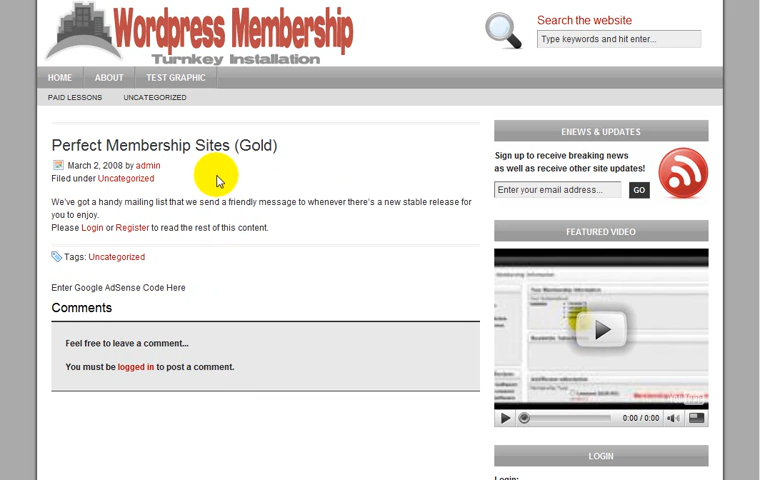 Wordpress Membership
Turnkey Installation
Search the website
Type keywords and hit enter...
HOME
ABOUT
TEST GRAPHIC
PAID LESSONS
UNCATEGORIZED
Perfect Membership Sites (Gold)
March 2, 2008 by admin
Filed under Uncategorized
We've got a handy mailing list that we send a friendly message to whenever there's a new stable release for
you to enjoy.
Please Login or Register to read the rest of this content.
Tags: Uncategorized
Enter Google AdSense Code Here
Comments
Feel free to leave a comment...
You must be logged in to post a comment.
ENEWS & UPDATES
Sign up to receive breaking news
as well as receive other site updates!
Enter your email address...
GO
FEATURED VIDEO
0:00 / 0:00
LOGIN
Login: